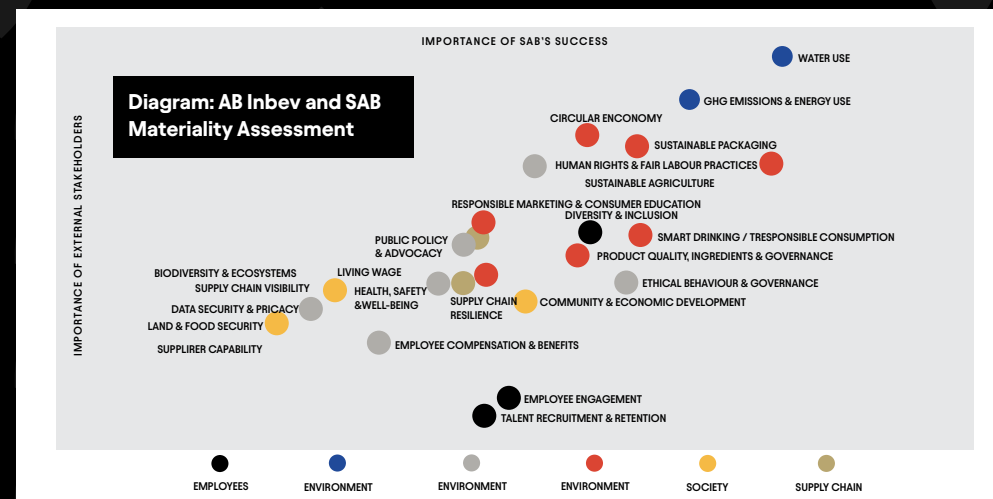 IMPORTANCE OF SAB'S SUCCESS
WATER USE
Diagram: AB Inbev and SAB
Materiality Assessment
GHG EMISSIONS & ENERGY USE
CIRCULAR ENCONOMY
SUSTAINABLE PACKAGING
HUMAN RIGHTS & FAIR LABOUR PRACTICES
SUSTAINABLE AGRICULTURE
IMPORTANCE OF EXTERNAL STAKEHOLDERS
RESPONSIBLE MARKETING & CONSUMER EDUCATION
DIVERSITY & INCLUSION
PUBLIC POLICY
& ADVOCACY
SMART DRINKING / TRESPONSIBLE CONSUMPTION
PRODUCT QUALITY, INGREDIENTS & GOVERNANCE
BIODIVERSITY & ECOSYSTEMS
LIVING WAGE
SUPPLY CHAIN VISIBILITY
HEALTH, SAFETY
&WELL-BEING
ETHICAL BEHAVIOUR & GOVERNANCE
SUPPLY CHAIN
RESILIENCE
COMMUNITY & ECONOMIC DEVELOPMENT
DATA SECURITY & PRICACY
LAND & FOOD SECURITY
SUPPLIRER CAPABILITY
EMPLOYEE COMPENSATION & BENEFITS
EMPLOYEE ENGAGEMENT
TALENT RECRUITMENT & RETENTION
EMPLOYEES
ENVIRONMENT
ENVIRONMENT
ENVIRONMENT
SOCIETY
SUPPLY CHAIN